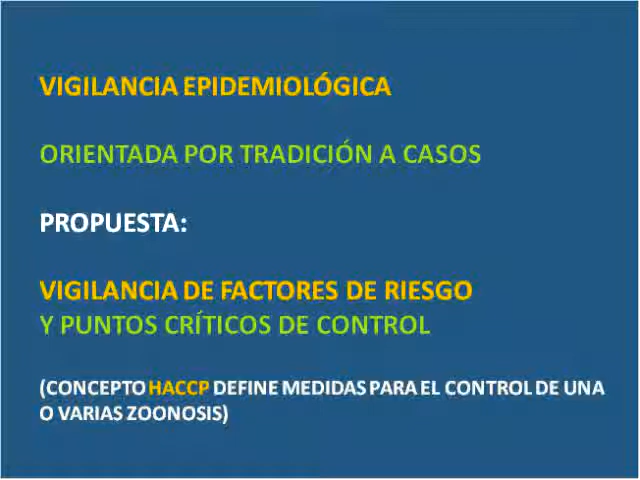 VIGILANCIA EPIDEMIOLÓGICA
ORIENTADA POR TRADICIÓN A CASOS
PROPUESTA:
VIGILANCIA DE FACTORES DE RIESGO
Y PUNTOS CRÍTICOS DE CONTROL
(CONCEPTO HACCP DEFINE MEDIDAS PARA EL CONTROL DE UNA
O VARIAS ZOONOSIS)